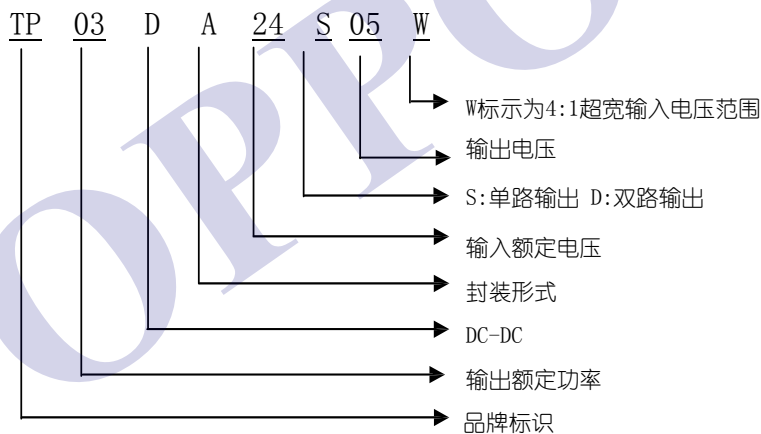 TP 03 D A 24 S 05 W
W标示为4:1超宽输入电压范围
输出电压
S:单路输出 D:双路输出
输入额定电压
封装形式
DC-DC
输出额定功率
品牌标识